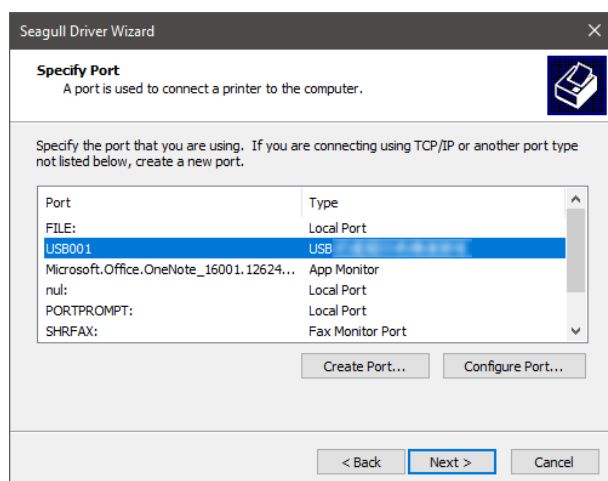 Seagull Driver Wizard
Specify Port
A port is used to connect a printer to the computer.
Specify the port that you are using. If you are connecting using TCP/IP or another port type
not listed below, create a new port.
Port Type
FILE: Local Port
USB001 USB
Microsoft.Office.OneNote_16001.12624... App Monitor
nul: Local Port
PORTPROMPT: Local Port
SHRFAX: Fax Monitor Port
Create Port... Configure Port...
< Back Next > Cancel